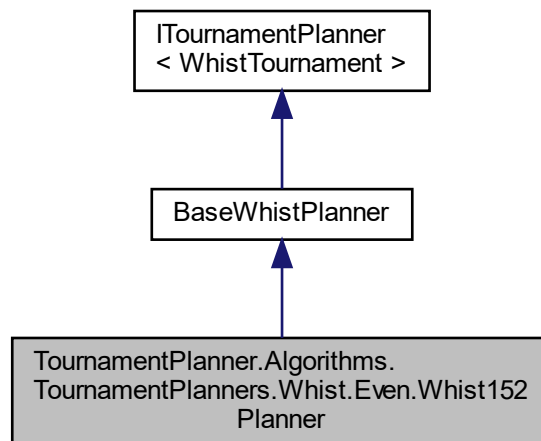 ITournamentPlanner
< WhistTournament >
BaseWhistPlanner
TournamentPlanner.Algorithms.
TournamentPlanners.Whist.Even.Whist152
Planner